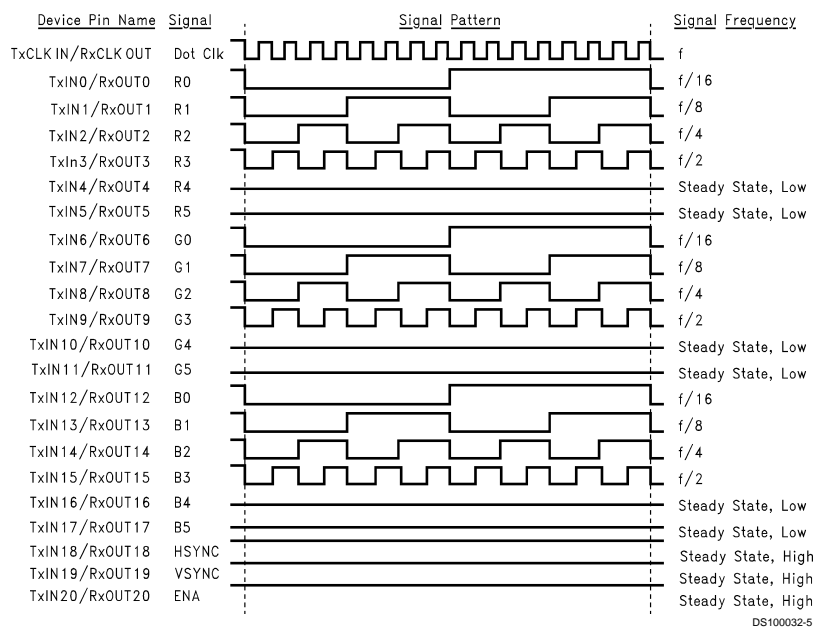 Device Pin Name Signal Signal Pattern Signal Frequency
TxCLK IN/RxCLK OUT Dot Clk f
TxIN0/RxOUT0 R0 f/16
TxIN1/RxOUT1 R1 f/8
TxIN2/RxOUT2 R2 f/4
TxIn3/RxOUT3 R3 f/2
TxIN4/RxOUT4 R4 Steady State, Low
TxIN5/RxOUT5 R5 Steady State, Low
TxIN6/RxOUT6 G0 f/16
TxIN7/RxOUT7 G1 f/8
TxIN8/RxOUT8 G2 f/4
TxIN9/RxOUT9 G3 f/2
TxIN10/RxOUT10 G4 Steady State, Low
TxIN11/RxOUT11 G5 Steady State, Low
TxIN12/RxOUT12 B0 f/16
TxIN13/RxOUT13 B1 f/8
TxIN14/RxOUT14 B2 f/4
TxIN15/RxOUT15 B3 f/2
TxIN16/RxOUT16 B4 Steady State, Low
TxIN17/RxOUT17 B5 Steady State, Low
TxIN18/RxOUT18 HSYNC Steady State, High
TxIN19/RxOUT19 VSYNC Steady State, High
TxIN20/RxOUT20 ENA Steady State, High
DS100032-5